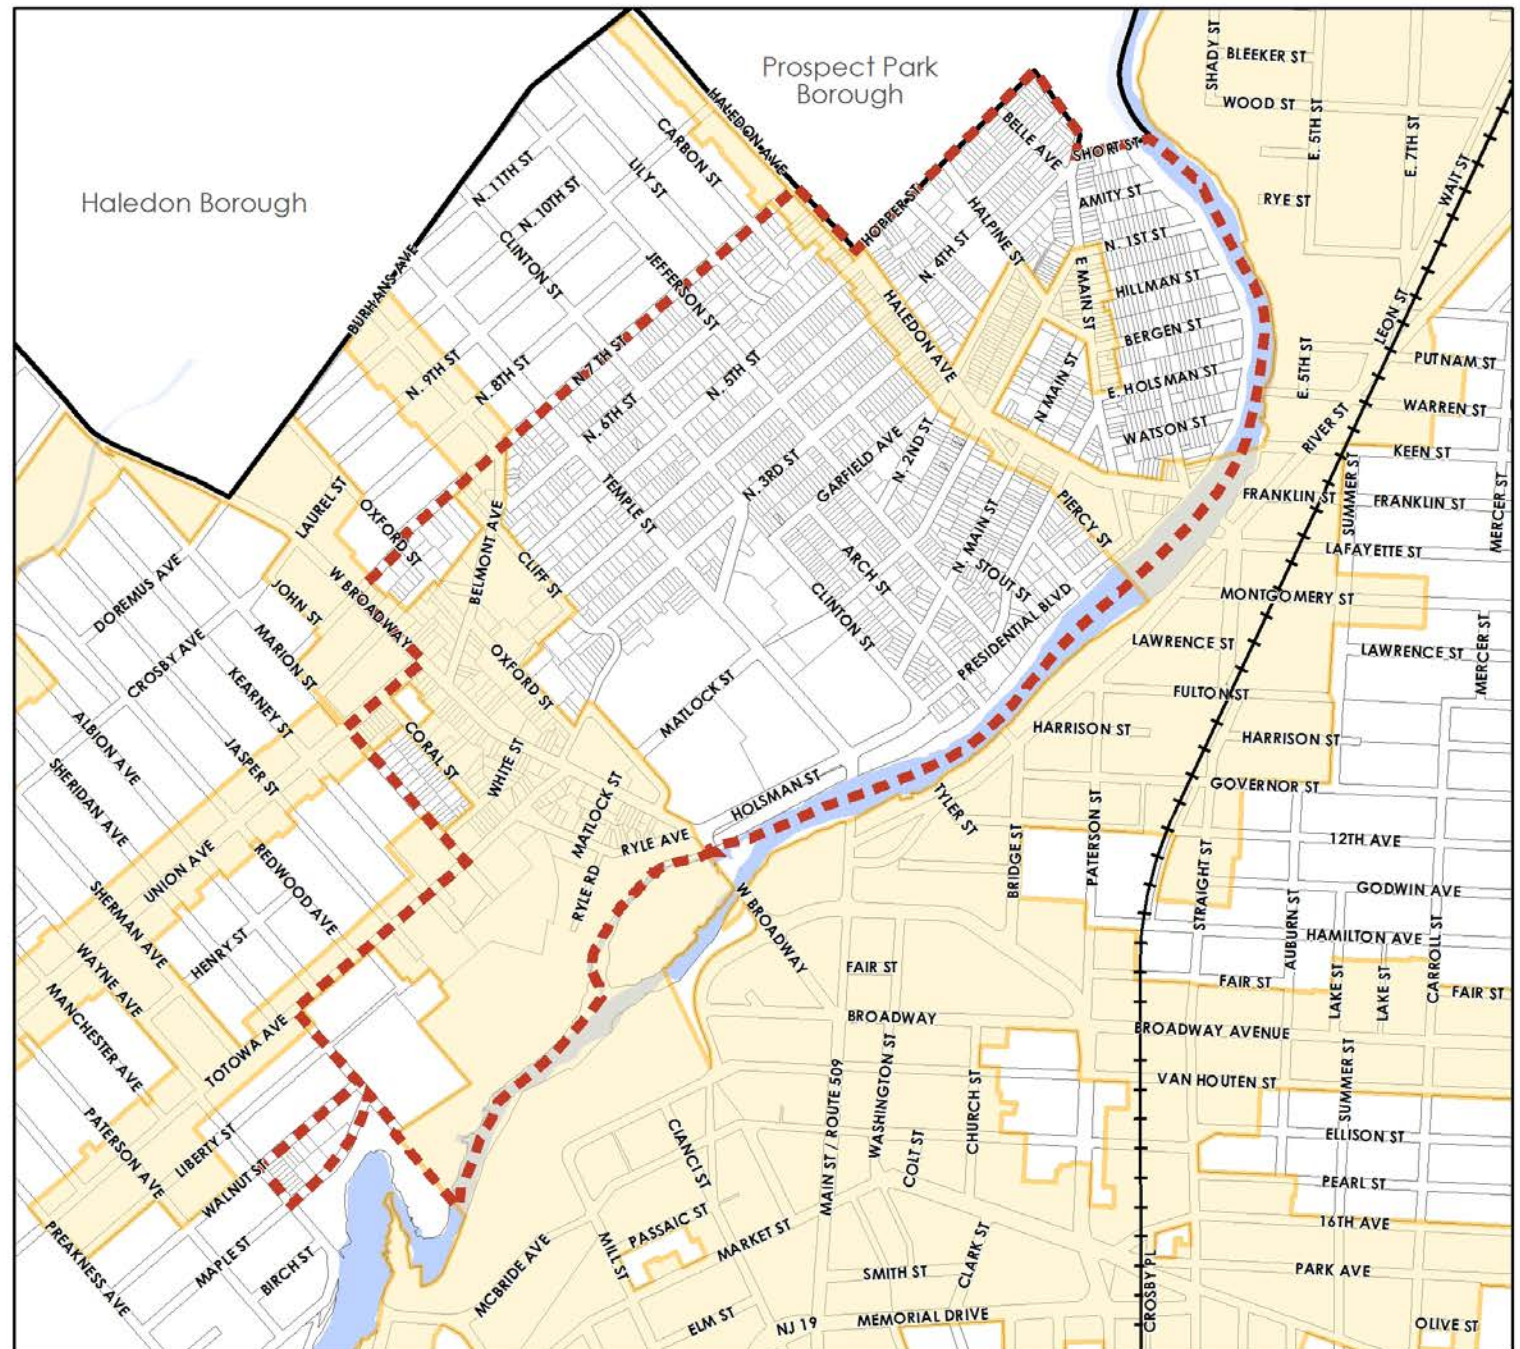 Prospect Park
Borough
Haledon Borough
SHADY ST
BLEEKER ST
WOOD ST
E. 5TH ST
E. 7TH ST
WAIT ST
RYE ST
HALEDON AVE
CARBON ST
LILY ST
N. 11TH ST
N. 10TH ST
CLINTON ST
BURHANS AVE
JEFFERSON ST
BELLE AVE
SHORT ST
AMITY ST
HOPPER ST
HALPINE ST
N. 4TH ST
N. 1ST ST
E MAIN ST
HILLMAN ST
BERGEN ST
HALEDON AVE
LEON ST
E. 5TH ST
PUTNAM ST
N. 9TH ST
N. 8TH ST
N. 7TH ST
N. 6TH ST
N. 5TH ST
N MAIN ST
E. HOLSMAN ST
WATSON ST
RIVER ST
WARREN ST
KEEN ST
SUMMER ST
FRANKLIN ST
FRANKLIN ST
MERCER ST
LAFAYETTE ST
LAUREL ST
OXFORD ST
BELMONT AVE
CLIFF ST
TEMPLE ST
N. 3RD ST
GARFIELD AVE
N. 2ND ST
N. MAIN ST
PIERCY ST
STOUT ST
ARCH ST
CLINTON ST
PRESIDENTIAL BLVD
MONTGOMERY ST
LAWRENCE ST
LAWRENCE ST
MERCER ST
FULTON ST
DOREMUS AVE
JOHN ST
W BROADWAY
MARION ST
CROSBY AVE
KEARNEY ST
OXFORD ST
MATLOCK ST
HARRISON ST
HARRISON ST
ALBION AVE
JASPER ST
CORAL ST
WHITE ST
MATLOCK ST
HOLSMAN ST
TYLER ST
GOVERNOR ST
SHERIDAN AVE
UNION AVE
REDWOOD AVE
RYLE AVE
RYLE RD
BRIDGE ST
PATERSON ST
STRAIGHT ST
12TH AVE
GODWIN AVE
SHERMAN AVE
HENRY ST
W BROADWAY
AUBURN ST
HAMILTON AVE
CARROLL ST
WAYNE AVE
MANCHESTER AVE
TOTOWA AVE
FAIR ST
BROADWAY
FAIR ST
LAKE ST
LAKE ST
FAIR ST
BROADWAY AVENUE
VAN HOUTEN ST
SUMMER ST
PATERSON AVE
LIBERTY ST
WALNUT ST
CIANCI ST
MAIN ST / ROUTE 509
WASHINGTON ST
COLT ST
CHURCH ST
ELLISON ST
PEARL ST
16TH AVE
PREAKNESS AVE
MAPLE ST
BIRCH ST
MCBRIDE AVE
MILL ST
PASSAIC ST
MARKET ST
CLARK ST
SMITH ST
CROSBY PL
PARK AVE
ELM ST
NJ 19
MEMORIAL DRIVE
OLIVE ST